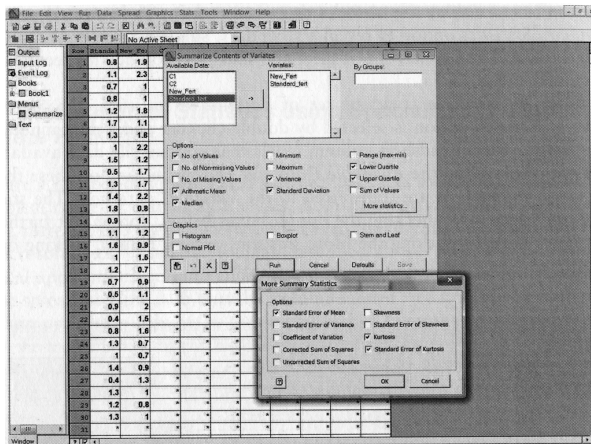 File Edit View Run Data Spread Graphics Stats Tools Window Help
No Active Sheet
Output
Input Log
Event Log
Books
Book1
Menus
Summarize
Text
Row Standa New_Fe
1 0.8 1.9
2 1.1 2.3
3 0.7 1
4 0.8 1
5 1.2 1.8
6 1.7 1.1
7 1.3 1.8
8 1 2.2
9 1.5 1.2
10 0.5 1.7
11 1.3 1.7
12 1.4 2.2
13 1.8 0.8
14 0.9 1.1
15 1.1 1.2
16 1.6 0.9
17 1 1.5
18 1.2 0.7
19 0.7 0.9
20 0.5 1.1
21 0.9 2
22 0.4 1.5
23 0.8 1.6
24 1.3 0.7
25 1 0.7
26 1.4 0.9
27 0.4 1.3
28 1.3 1
29 1.2 0.8
30 1.3 1
31 * *
Summarize Contents of Variates
Available Data:
C1
C2
New_Fert
Standard_fert
Variates:
New_Fert
Standard_fert
By Groups:
Options
No. of Values
Minimum
Range (max-min)
No. of Non-missing Values
Maximum
Lower Quartile
No. of Missing Values
Variance
Upper Quartile
Arithmetic Mean
Standard Deviation
Sum of Values
Median
More statistics...
Graphics
Histogram
Boxplot
Stem and Leaf
Normal Plot
Run
Cancel
Defaults
Save
More Summary Statistics
Options
Standard Error of Mean
Skewness
Standard Error of Variance
Standard Error of Skewness
Coefficient of Variation
Kurtosis
Corrected Sum of Squares
Standard Error of Kurtosis
Uncorrected Sum of Squares
OK
Cancel
Window